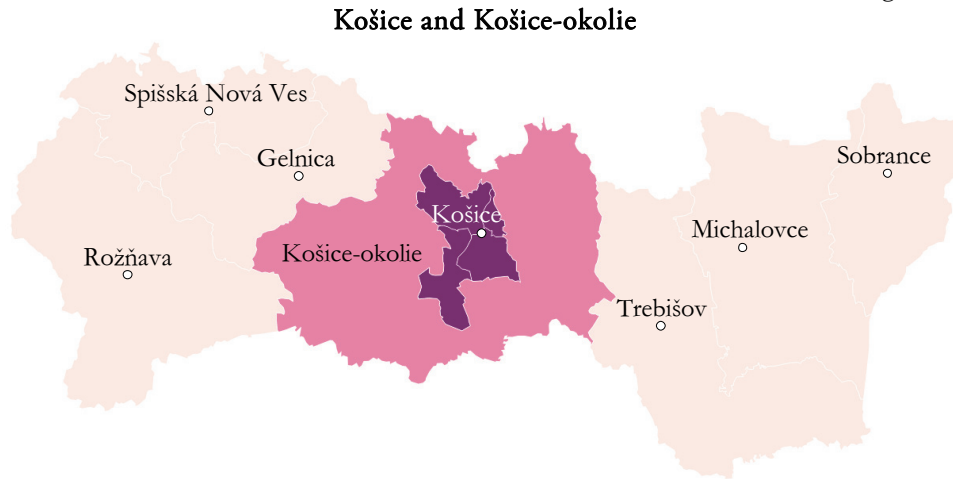 Košice and Košice-okolie
Spišská Nová Ves
Gelnica
Sobrance
Košice
Michalovce
Košice-okolie
Rožňava
Trebišov